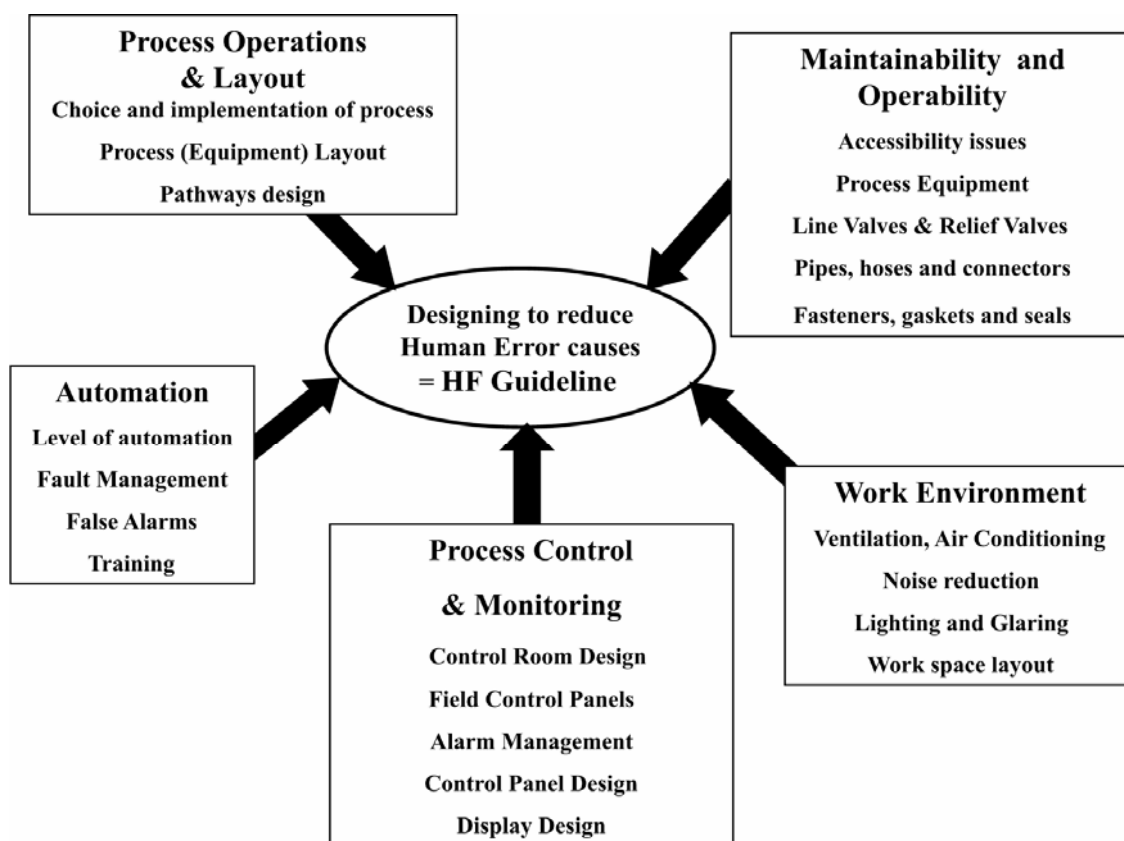 Process Operations
& Layout
Choice and implementation of process
Process (Equipment) Layout
Pathways design
Maintainability and
Operability
Accessibility issues
Process Equipment
Line Valves & Relief Valves
Pipes, hoses and connectors
Fasteners, gaskets and seals
Designing to reduce
Human Error causes
= HF Guideline
Automation
Level of automation
Fault Management
False Alarms
Training
Process Control
& Monitoring
Control Room Design
Field Control Panels
Alarm Management
Control Panel Design
Display Design
Work Environment
Ventilation, Air Conditioning
Noise reduction
Lighting and Glaring
Work space layout